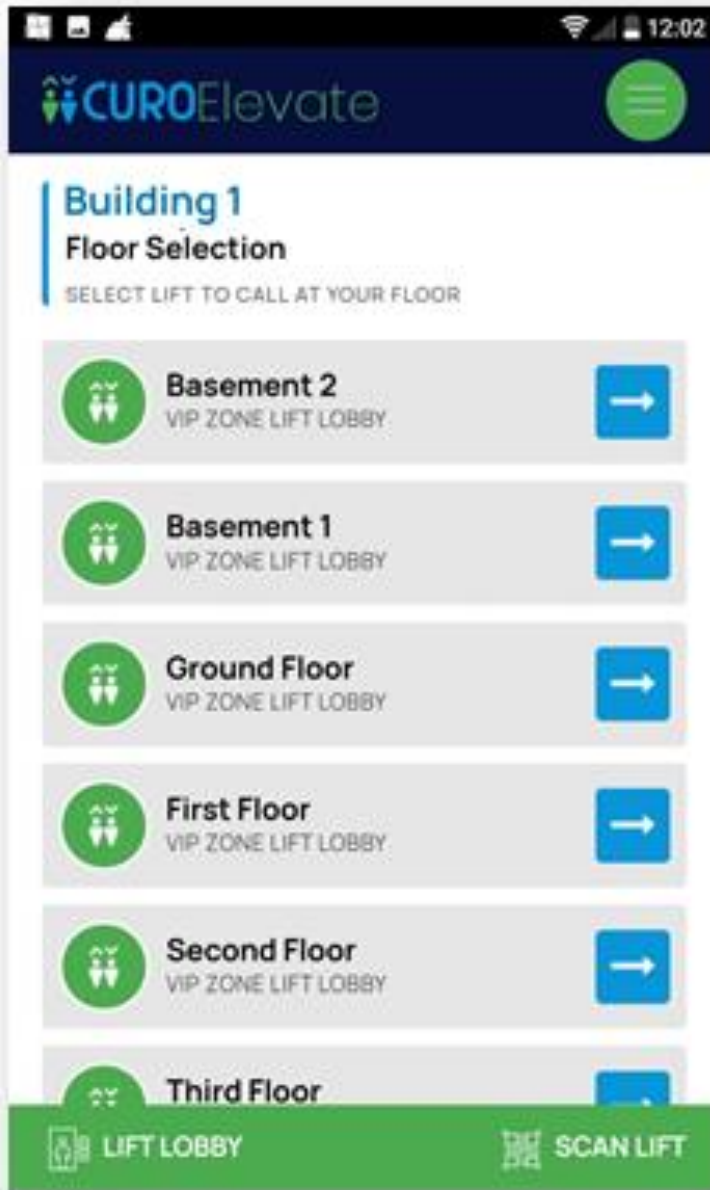 12:02
CUROElevate
Building 1
Floor Selection
SELECT LIFT TO CALL AT YOUR FLOOR
Basement 2
VIP ZONE LIFT LOBBY
Basement 1
VIP ZONE LIFT LOBBY
Ground Floor
VIP ZONE LIFT LOBBY
First Floor
VIP ZONE LIFT LOBBY
Second Floor
VIP ZONE LIFT LOBBY
Third Floor
LIFT LOBBY
SCAN LIFT